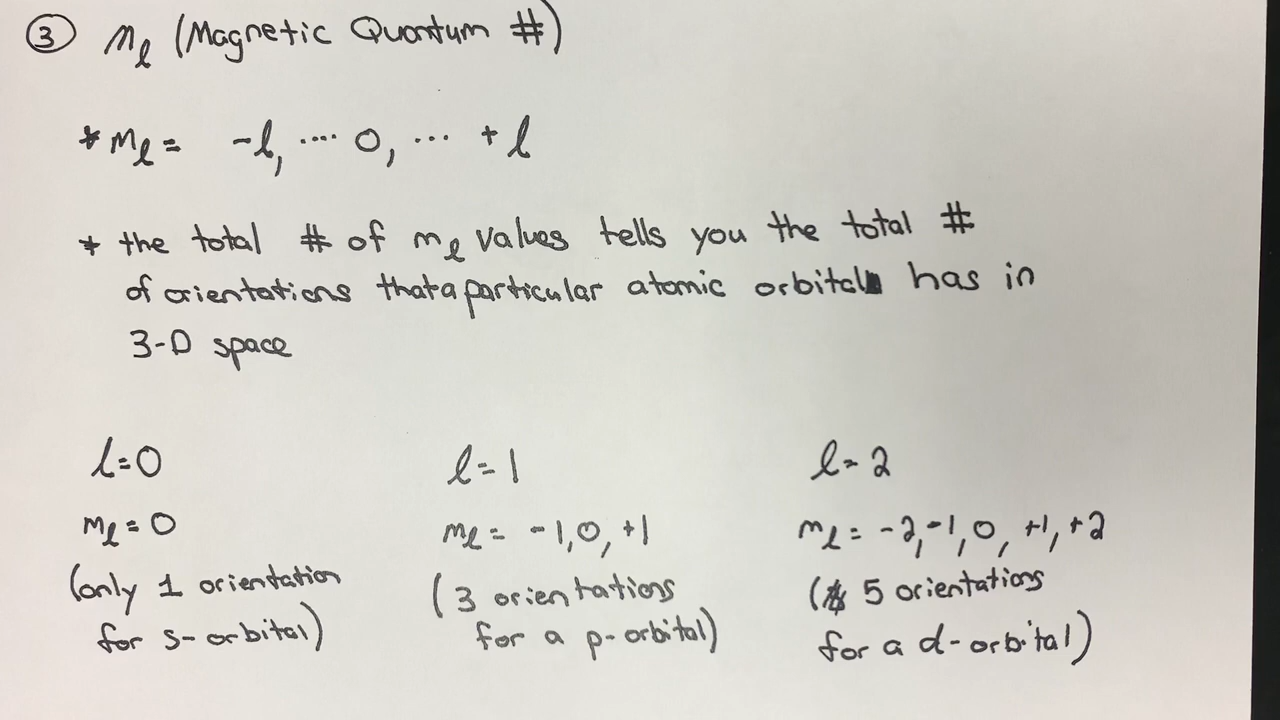 ③ mℓ (Magnetic Quantum #)
* mℓ = -ℓ, .... 0, ... +ℓ
* the total # of mℓ values tells you the total #
of orientations that a particular atomic orbital has in
3-D space
ℓ=0 ℓ=1 ℓ=2
mℓ=0 mℓ= -1,0,+1 mℓ= -2,-1,0,+1,+2
(only 1 orientation (3 orientations (5 orientations
for s-orbital) for a p-orbital) for a d-orbital)